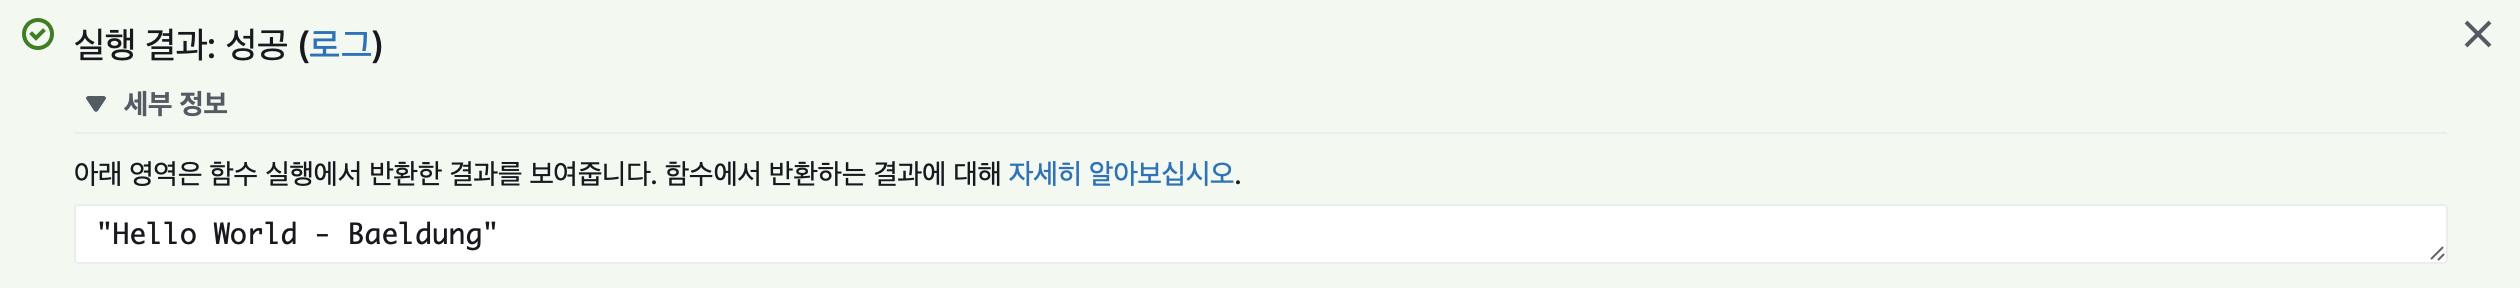 실행 결과: 성공 (로그)
세부 정보
아래 영역은 함수 실행에서 반환한 결과를 보여줍니다. 함수에서 반환하는 결과에 대해 자세히 알아보십시오.
"Hello World - Baeldung"